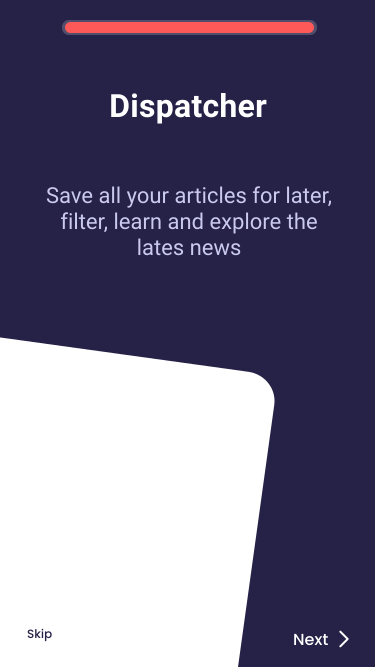 Dispatcher
Save all your articles for later,
filter, learn and explore the
lates news
Skip
Next